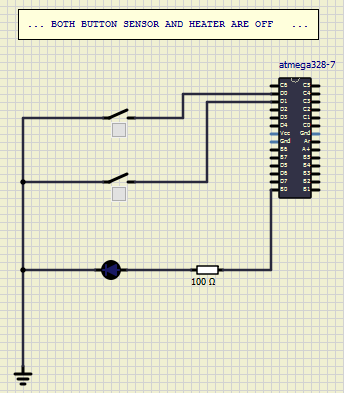 ... BOTH BUTTON SENSOR AND HEATER ARE OFF ...
atmega328-7
C6 C5
D0 C4
D1 C3
D2 C2
D3 C1
D4 C0
Vcc Gnd
Gnd Ar
B6 A+
B7 B5
D5 B4
D6 B3
D7 B2
B0 B1
100 Ω